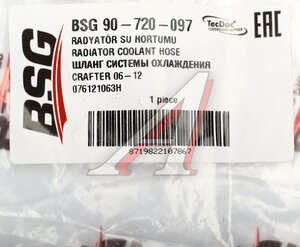 BSG
BSG 90-720-097
TecDoc
EAC
RADYATÖR SU HORTUMU
RADIATOR COOLANT HOSE
ШЛАНГ СИСТЕМЫ ОХЛАЖДЕНИЯ
CRAFTER 06-12
076121063H
1 piece
8719822107867